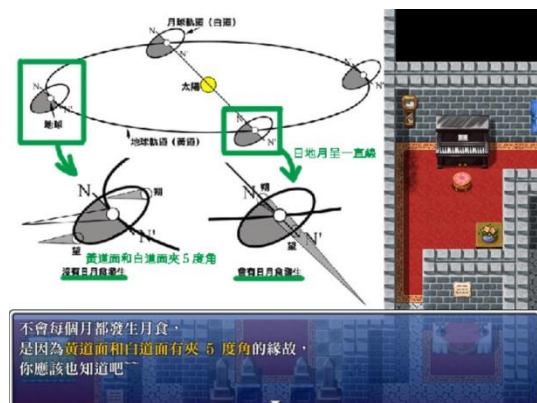 月球軌道（白道）
N
N'
太陽
N
N'
地球
地球軌道（黃道）
N
N'
日地月呈一直線
N
朔
N'
望
黃道面和白道面夾５度角
沒有日月食發生
N
朔
N'
望
會有日月食發生
不會每個月都發生月食，
是因為黃道面和白道面有夾 5 度角的緣故，
你應該也知道吧~~